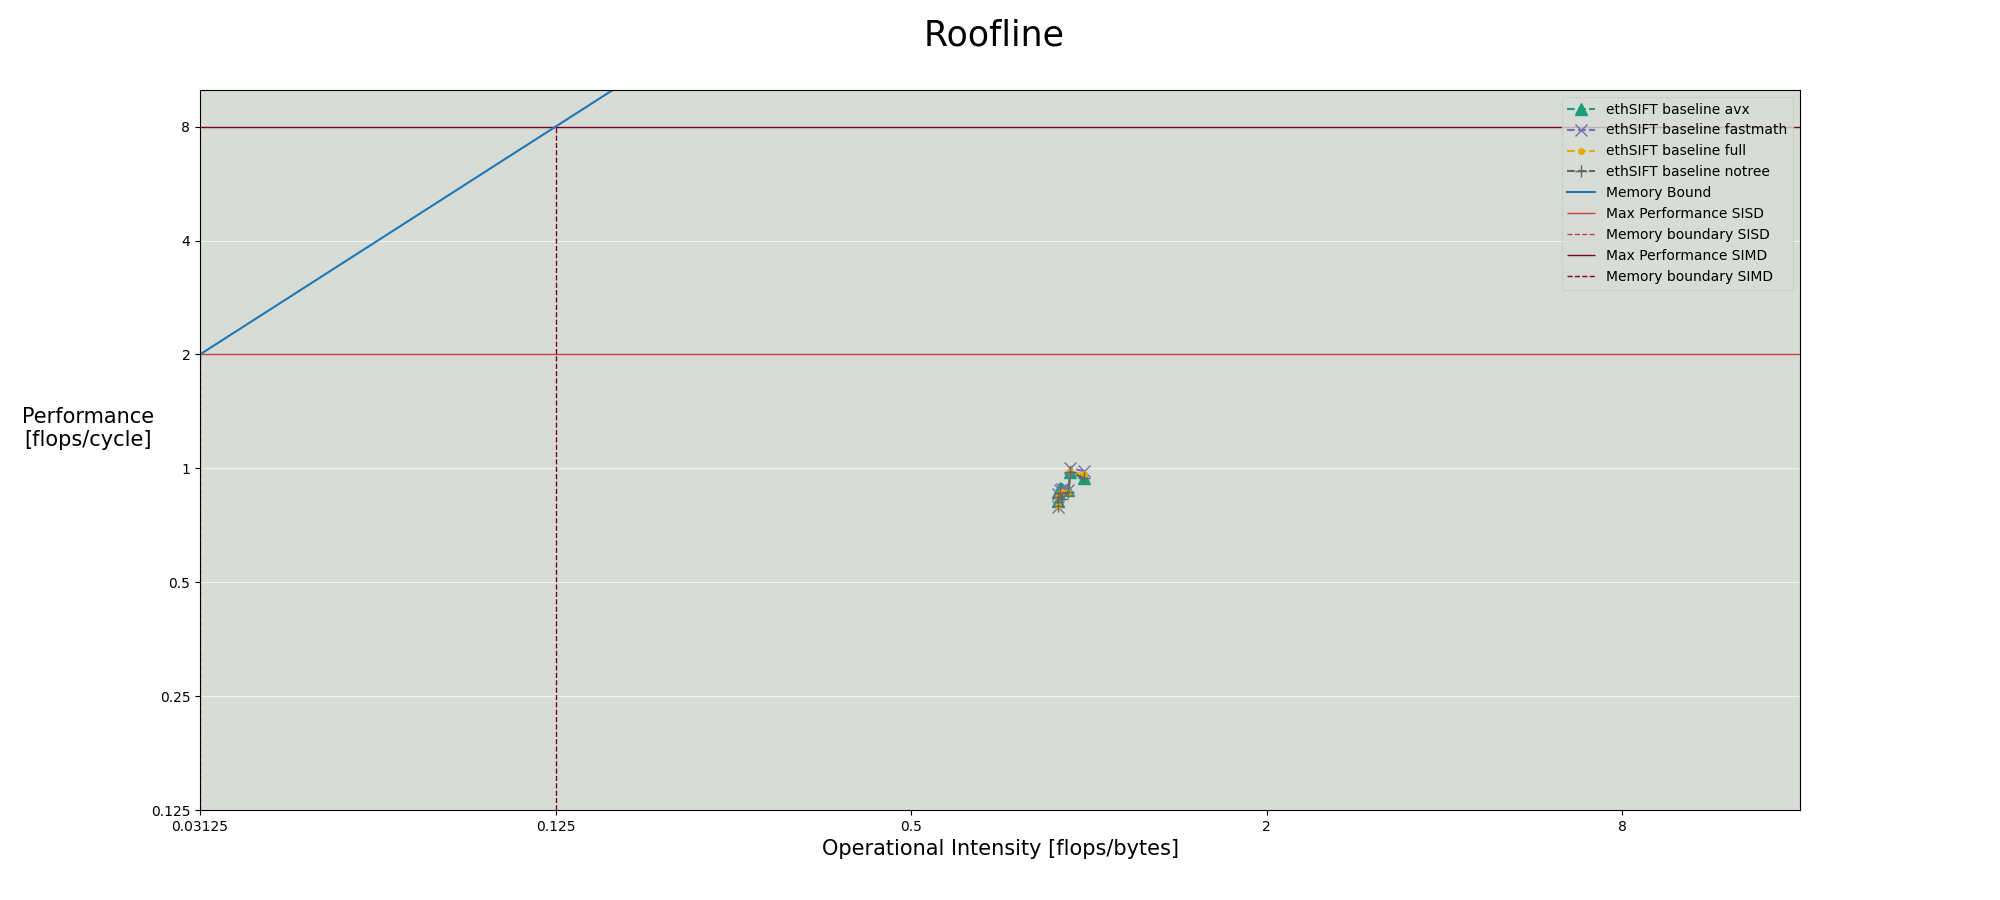 Roofline
ethSIFT baseline avx
ethSIFT baseline fastmath
ethSIFT baseline full
ethSIFT baseline notree
Memory Bound
Max Performance SISD
Memory boundary SISD
Max Performance SIMD
Memory boundary SIMD
8
4
2
1
0.5
0.25
0.125
Performance
[flops/cycle]
0.03125
0.125
0.5
2
8
Operational Intensity [flops/bytes]